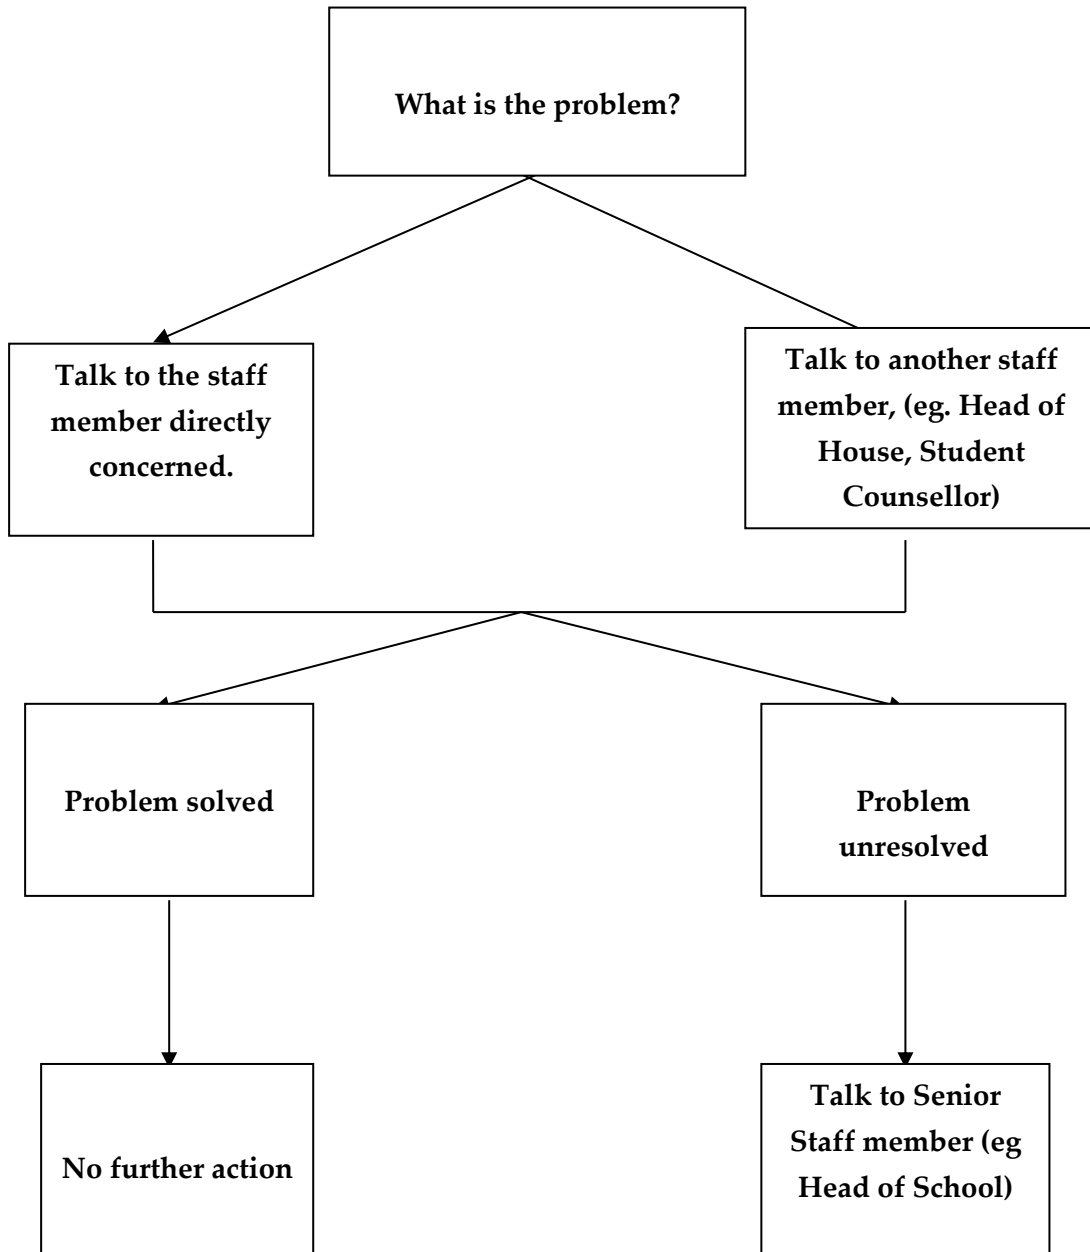 What is the problem?
Talk to the staff
member directly
concerned.
Talk to another staff
member, (eg. Head of
House, Student
Counsellor)
Problem solved
Problem
unresolved
No further action
Talk to Senior
Staff member (eg
Head of School)